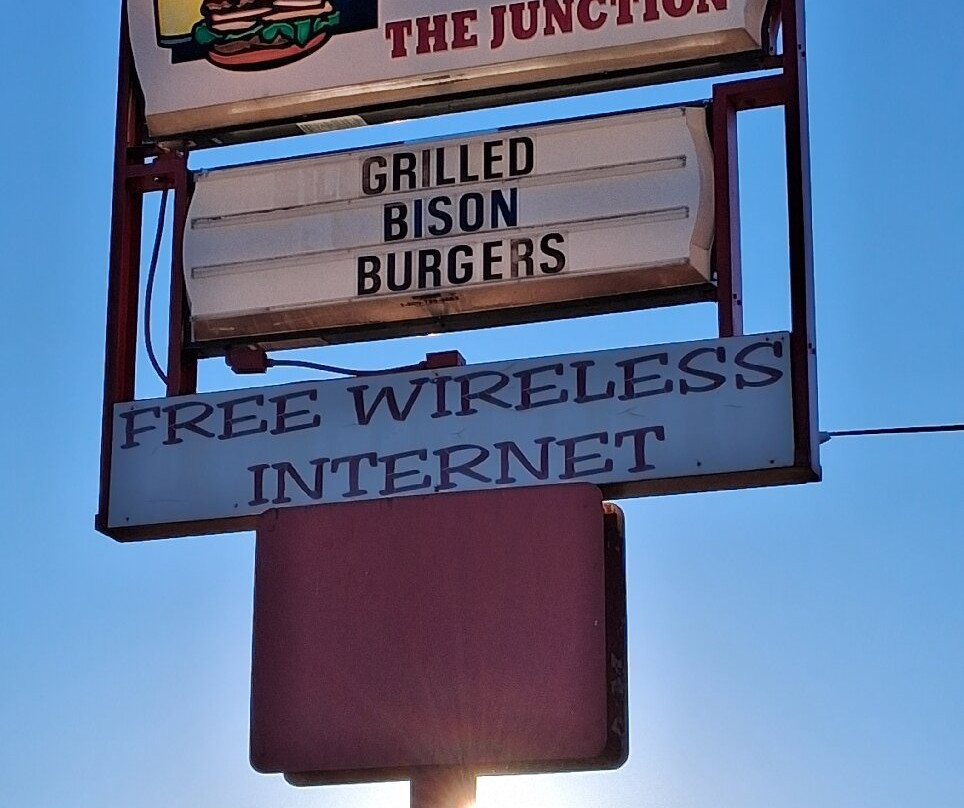 THE JUNCTION
GRILLED
BISON
BURGERS
FREE WIRELESS
INTERNET